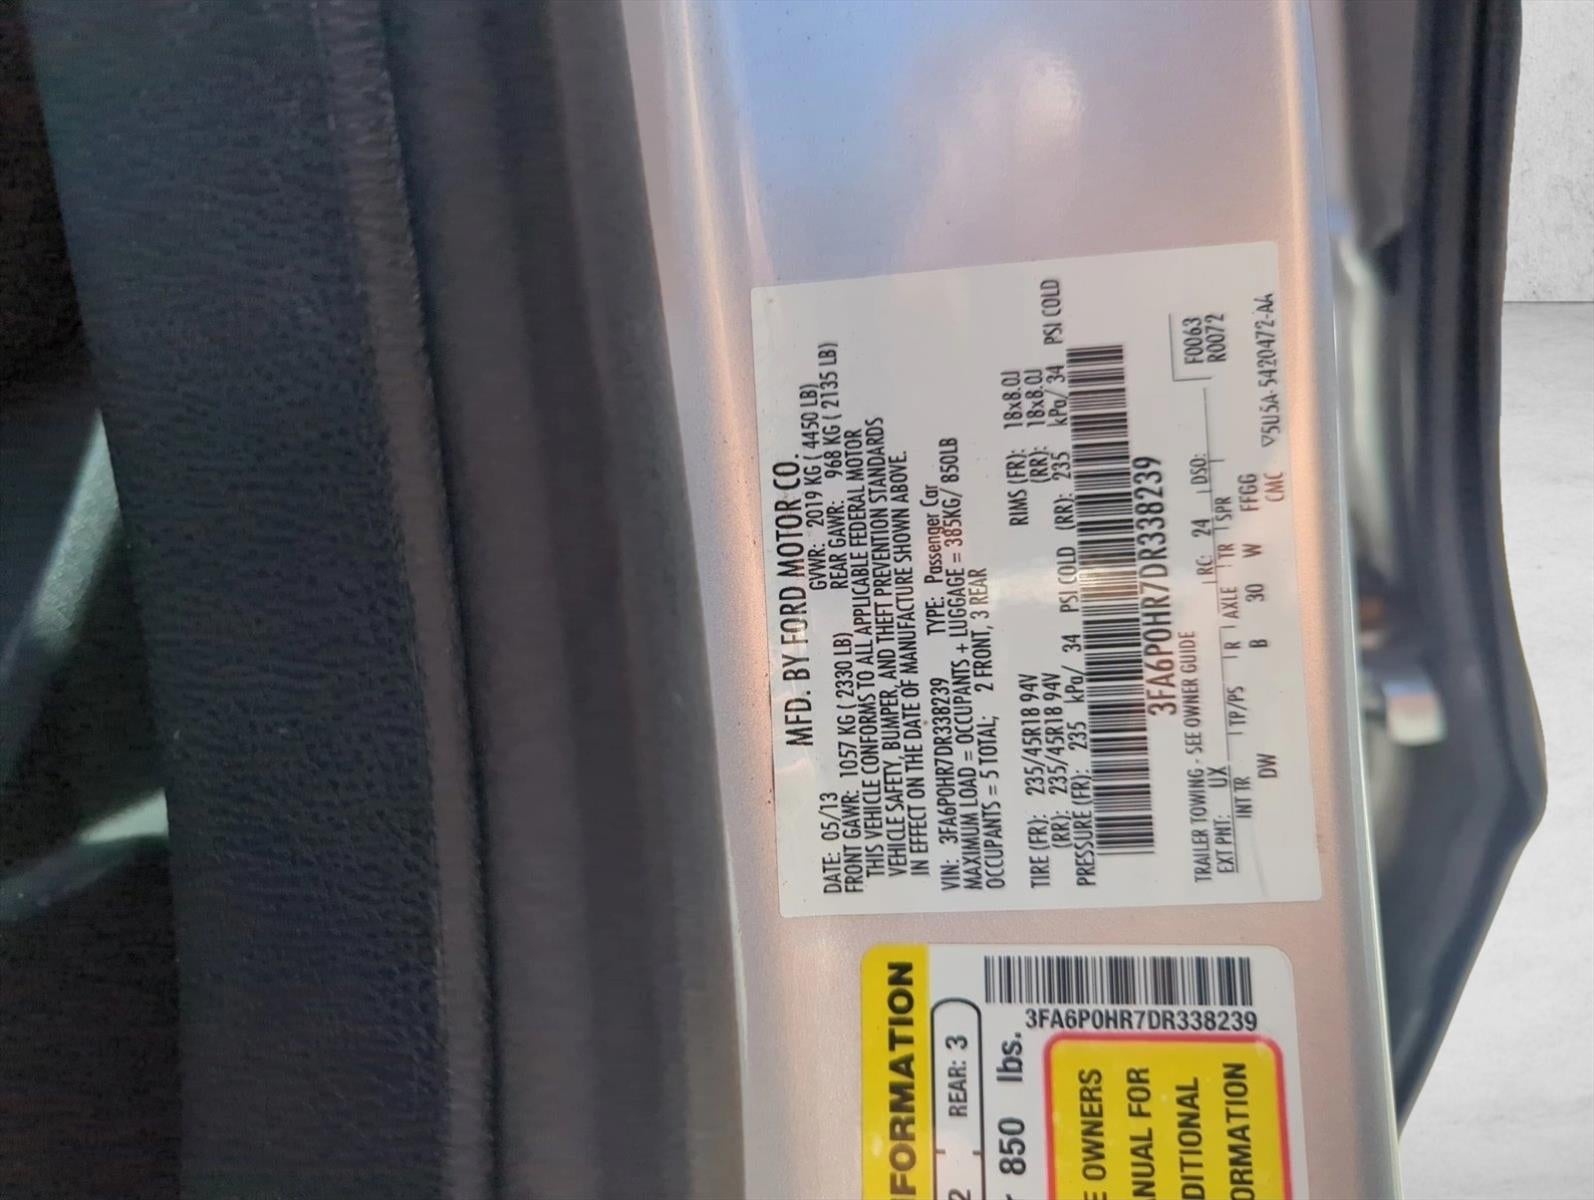 MFD. BY FORD MOTOR CO.
DATE: 05/13 GVWR: 2019 KG ( 4450 LB)
FRONT GAWR: 1057 KG ( 2330 LB) REAR GAWR: 968 KG ( 2135 LB)
THIS VEHICLE CONFORMS TO ALL APPLICABLE FEDERAL MOTOR
VEHICLE SAFETY, BUMPER, AND THEFT PREVENTION STANDARDS
IN EFFECT ON THE DATE OF MANUFACTURE SHOWN ABOVE.
VIN: 3FA6P0HR7DR338239 TYPE: Passenger Car
MAXIMUM LOAD = OCCUPANTS + LUGGAGE = 385KG/ 850LB
OCCUPANTS = 5 TOTAL; 2 FRONT, 3 REAR
RIMS (FR): 18x8.0J
TIRE (FR): 235/45R18 94V (RR): 18x8.0J
(RR): 235/45R18 94V
PRESSURE (FR): 235 kPa/ 34 PSI COLD (RR): 235 kPa/ 34 PSI COLD
3FA6P0HR7DR338239
TRAILER TOWING - SEE OWNER GUIDE
F0063
R0072
EXT PNT: UX RC: 24 DSO:
INT TR TP/PS R AXLE TR SPR
DW B 30 W FFGG
CMC ▽5U5A-5420472-AA
FORMATION
2 REAR: 3
850 lbs.
3FA6P0HR7DR338239
E OWNERS
ANUAL FOR
DITIONAL
ORMATION